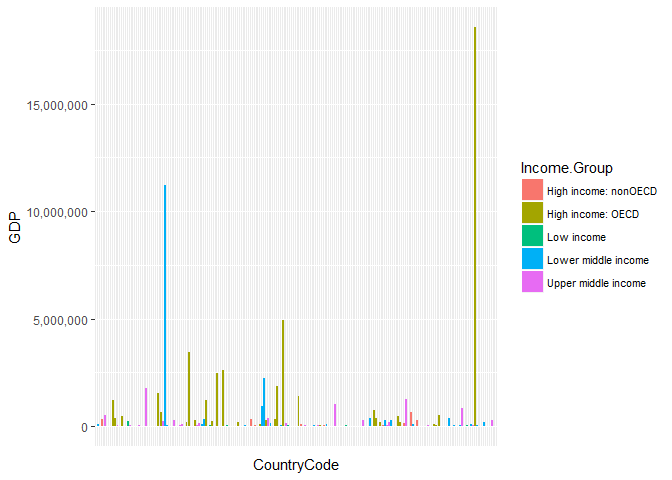 15,000,000
10,000,000
5,000,000
0
GDP
CountryCode
Income.Group
High income: nonOECD
High income: OECD
Low income
Lower middle income
Upper middle income